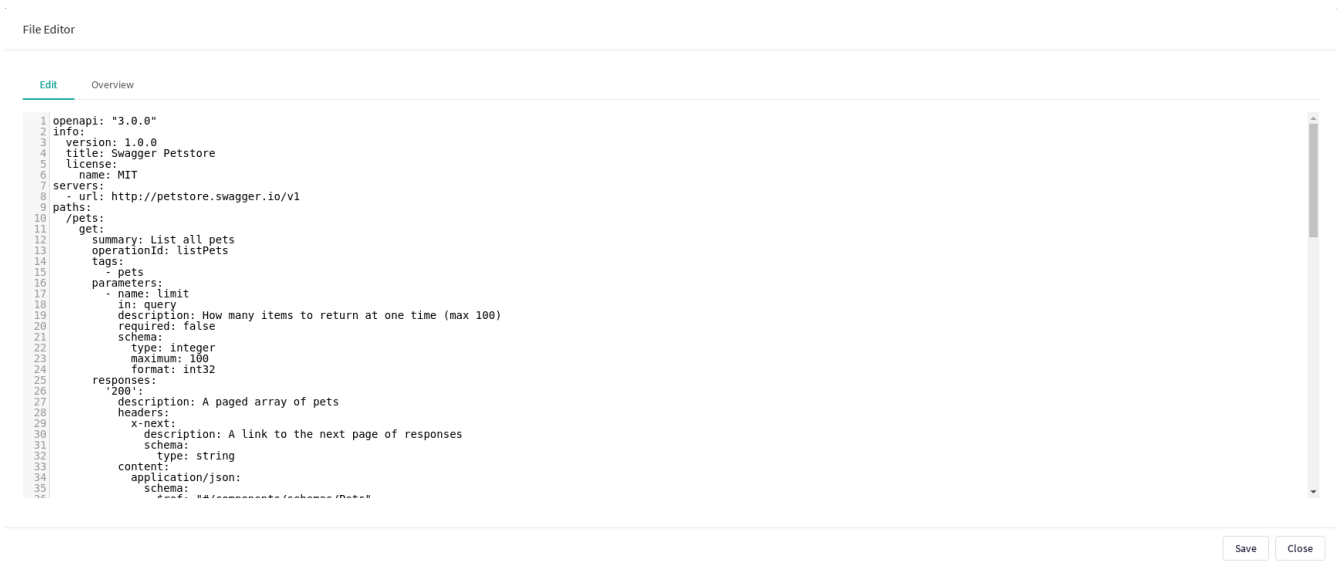 File Editor
Edit Overview
1 openapi: "3.0.0"
2 info:
3   version: 1.0.0
4   title: Swagger Petstore
5   license:
6     name: MIT
7 servers:
8   - url: http://petstore.swagger.io/v1
9 paths:
10   /pets:
11     get:
12       summary: List all pets
13       operationId: listPets
14       tags:
15         - pets
16       parameters:
17         - name: limit
18           in: query
19           description: How many items to return at one time (max 100)
20           required: false
21           schema:
22             type: integer
23             maximum: 100
24             format: int32
25       responses:
26         '200':
27           description: A paged array of pets
28           headers:
29             x-next:
30               description: A link to the next page of responses
31               schema:
32                 type: string
33           content:
34             application/json:
35               schema:
36                 $ref: "#/components/schemas/Pets"
Save Close